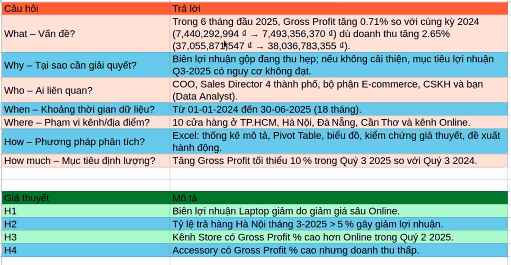 Câu hỏi Trả lời
Trong 6 tháng đầu 2025, Gross Profit tăng 0.71% so với cùng kỳ 2024
What – Vấn đề? (7,440,292,994 ₫ → 7,493,356,370 ₫) dù doanh thu tăng 2.65%
(37,055,871,547 ₫ → 38,036,783,355 ₫).
Why – Tại sao cần giải quyết? Biên lợi nhuận gộp đang thu hẹp; nếu không cải thiện, mục tiêu lợi nhuận
Q3-2025 có nguy cơ không đạt.
Who – Ai liên quan? COO, Sales Director 4 thành phố, bộ phận E-commerce, CSKH và bạn
(Data Analyst).
When – Khoảng thời gian dữ liệu? Từ 01-01-2024 đến 30-06-2025 (18 tháng).
Where – Phạm vi kênh/địa điểm? 10 cửa hàng ở TP.HCM, Hà Nội, Đà Nẵng, Cần Thơ và kênh Online.
How – Phương pháp phân tích? Excel: thống kê mô tả, Pivot Table, biểu đồ, kiểm chứng giả thuyết, đề xuất
hành động.
How much – Mục tiêu định lượng? Tăng Gross Profit tối thiểu 10 % trong Quý 3 2025 so với Quý 3 2024.
Giả thuyết Mô tả
H1 Biên lợi nhuận Laptop giảm do giảm giá sâu Online.
H2 Tỷ lệ trả hàng Hà Nội tháng 3-2025 > 5 % gây giảm lợi nhuận.
H3 Kênh Store có Gross Profit % cao hơn Online trong Quý 2 2025.
H4 Accessory có Gross Profit % cao nhưng doanh thu thấp.